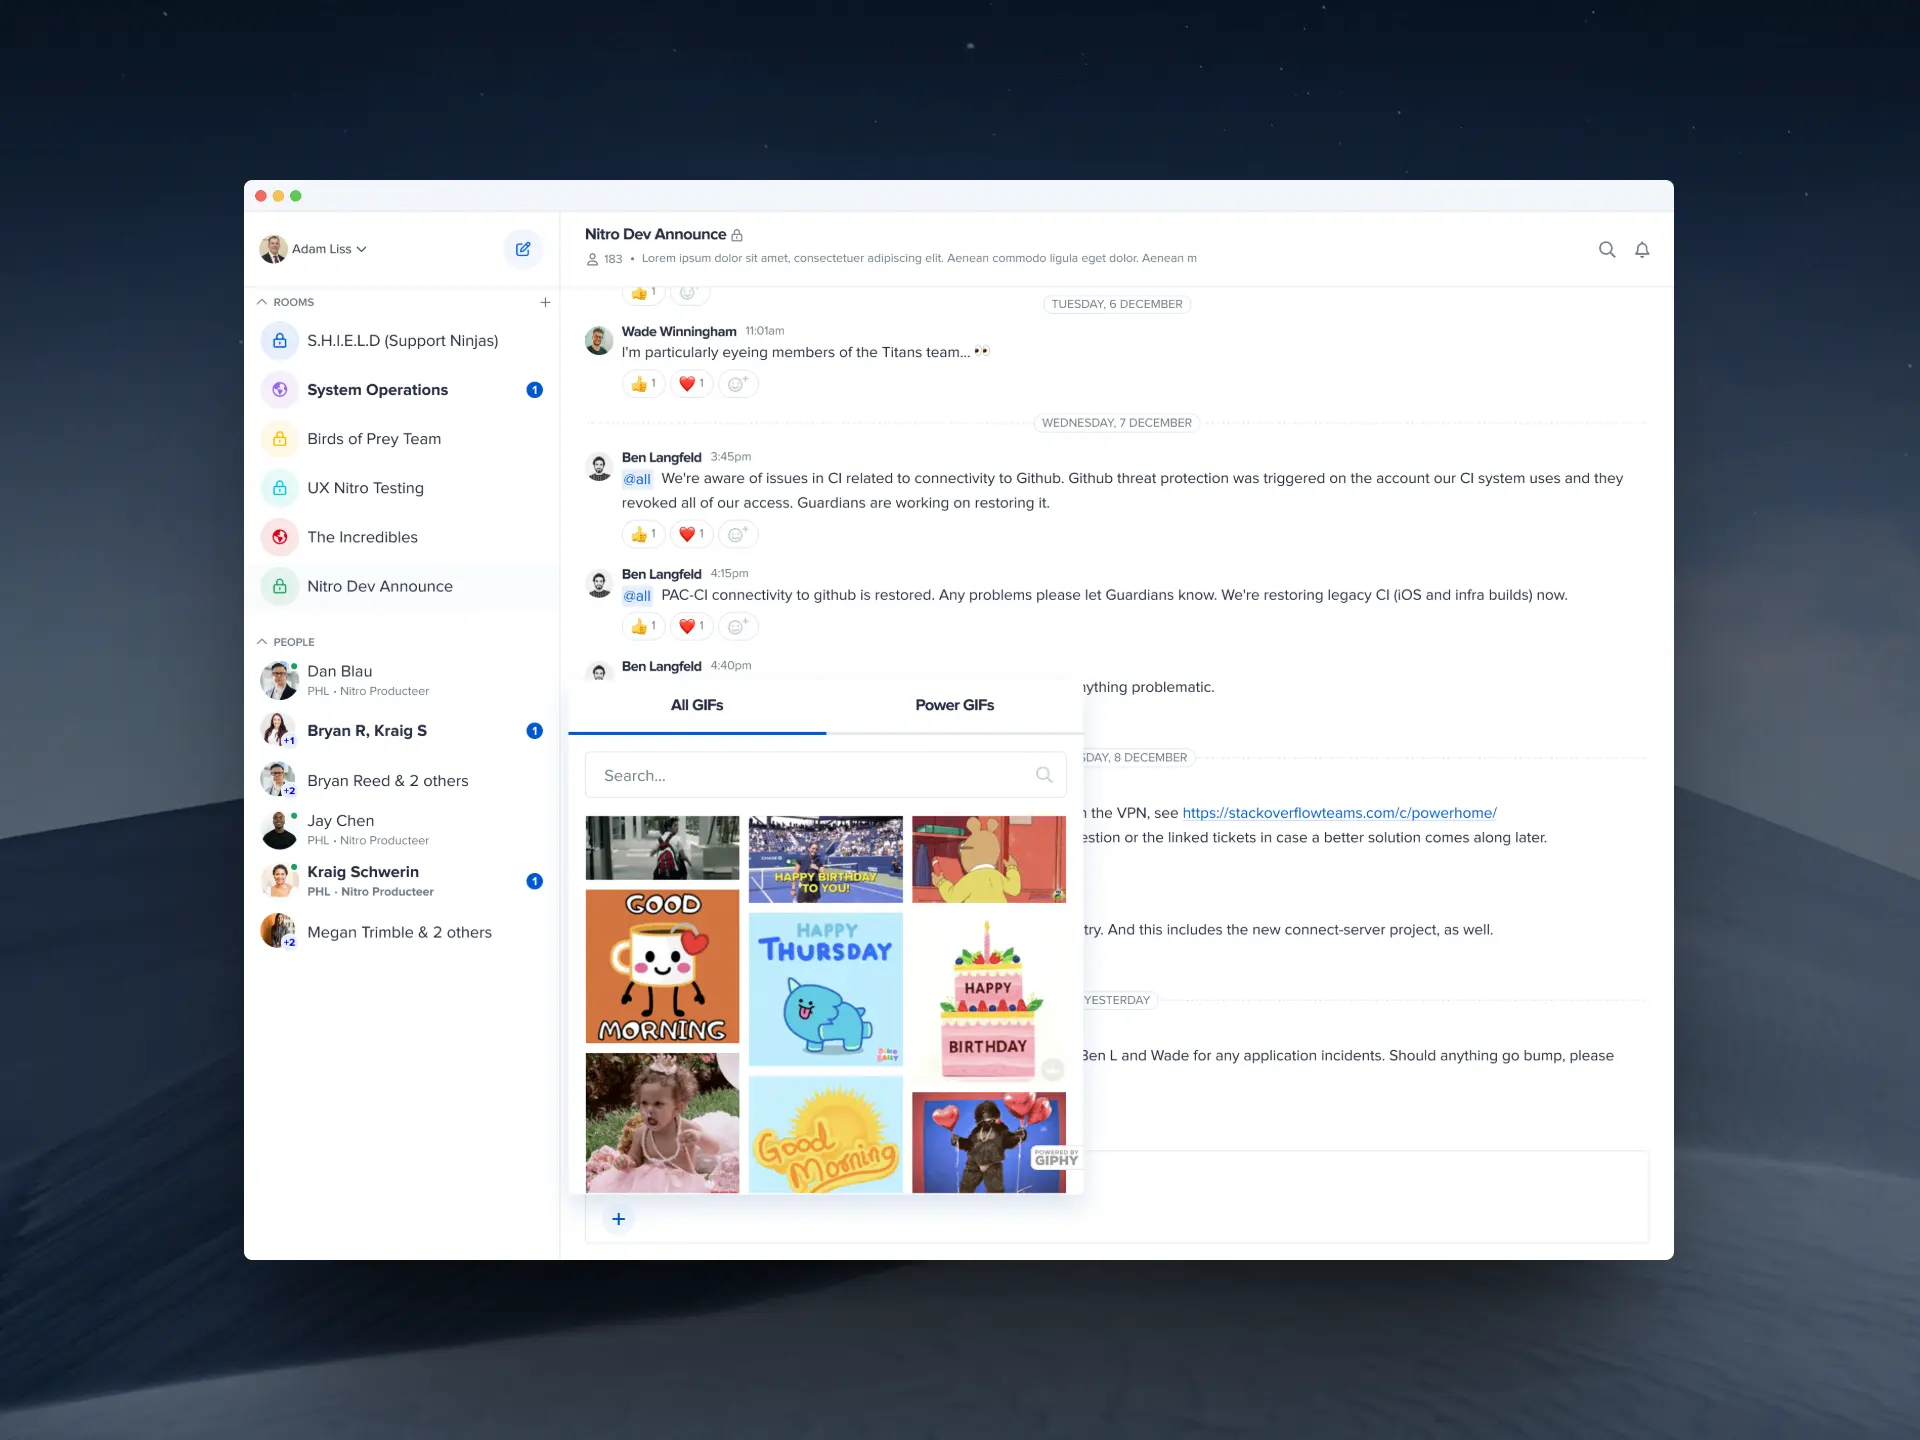 Adam Liss
ROOMS
S.H.I.E.L.D (Support Ninjas)
System Operations
1
Birds of Prey Team
UX Nitro Testing
The Incredibles
Nitro Dev Announce
PEOPLE
Dan Blau
PHL • Nitro Producteer
+1
Bryan R, Kraig S
1
+2
Bryan Reed & 2 others
Jay Chen
PHL • Nitro Producteer
Kraig Schwerin
PHL • Nitro Producteer
1
+2
Megan Trimble & 2 others
Nitro Dev Announce
183 • Lorem ipsum dolor sit amet, consectetuer adipiscing elit. Aenean commodo ligula eget dolor. Aenean m
1
TUESDAY, 6 DECEMBER
Wade Winningham 11:01am
I'm particularly eyeing members of the Titans team... 👀
👍 1 ❤️ 1
WEDNESDAY, 7 DECEMBER
Ben Langfeld 3:45pm
@all We're aware of issues in CI related to connectivity to Github. Github threat protection was triggered on the account our CI system uses and they
revoked all of our access. Guardians are working on restoring it.
👍 1 ❤️ 1
Ben Langfeld 4:15pm
@all PAC-CI connectivity to github is restored. Any problems please let Guardians know. We're restoring legacy CI (iOS and infra builds) now.
👍 1 ❤️ 1
Ben Langfeld 4:40pm
problematic.
DAY, 8 DECEMBER
the VPN, see https://stackoverflowteams.com/c/powerhome/
or the linked tickets in case a better solution comes along later.
try. And this includes the new connect-server project, as well.
YESTERDAY
Ben L and Wade for any application incidents. Should anything go bump, please
All GIFs
Power GIFs
Search...
CHASE
HAPPY BIRTHDAY
TO YOU!
GOOD
MORNING
HAPPY
THURSDAY
HAPPY
BIRTHDAY
Good
Morning
POWERED BY
GIPHY